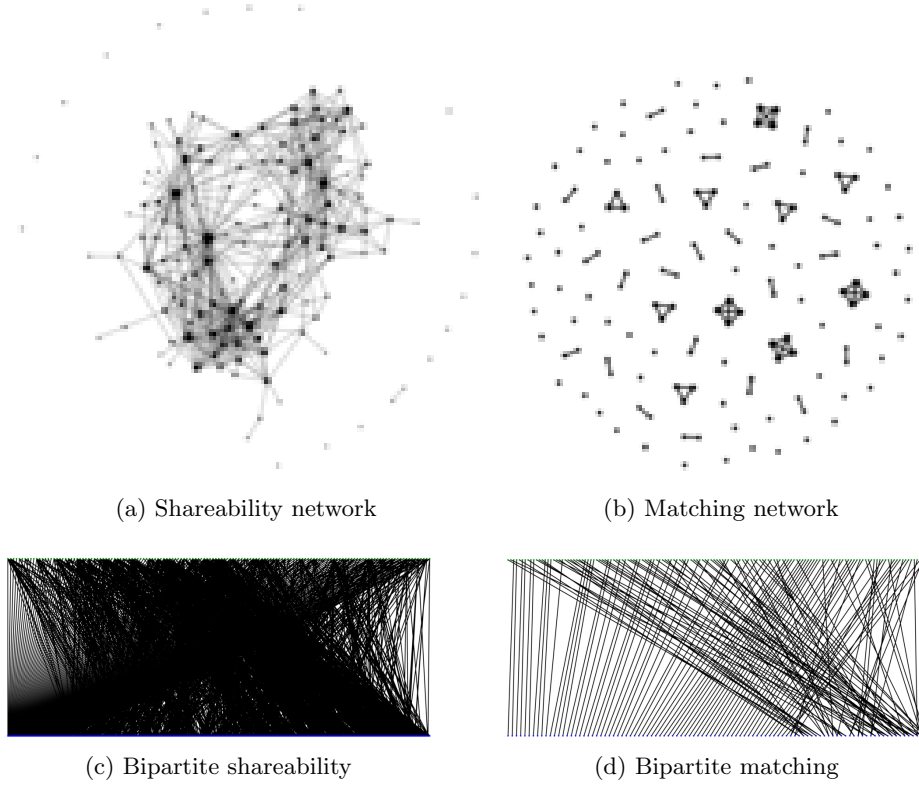 (a) Shareability network
(b) Matching network
(c) Bipartite shareability
(d) Bipartite matching